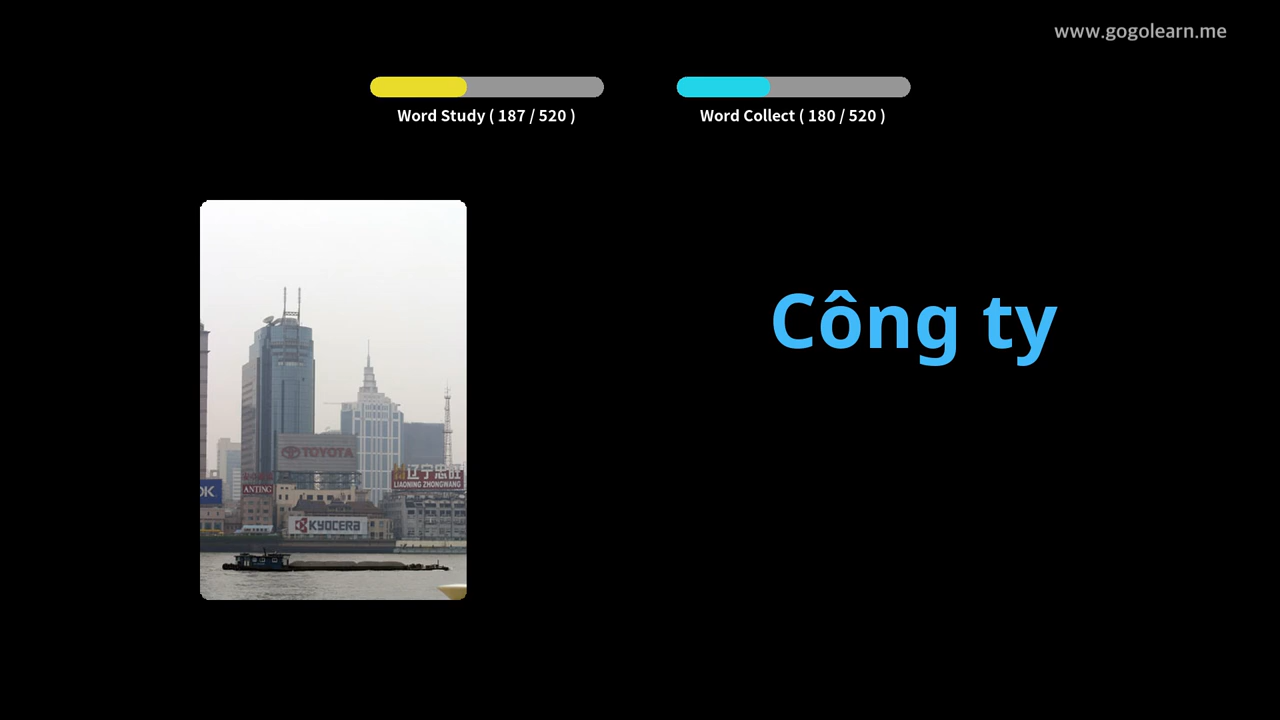 www.gogolearn.me
Word Study ( 187 / 520 )
Word Collect ( 180 / 520 )
Công ty
TOYOTA
辽宁忠旺
LIAONING ZHONGWANG
OK
ANTING
KYOCERA